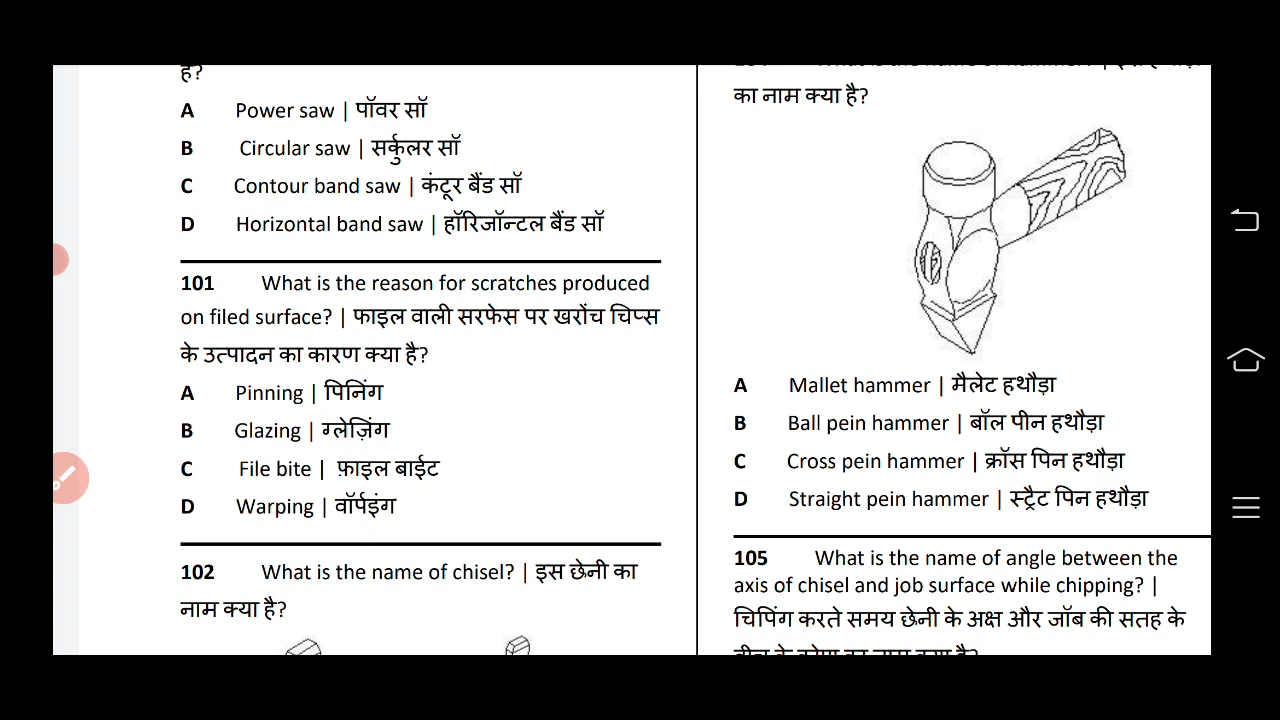 है?
A Power saw | पॉवर सॉ
B Circular saw | सर्कुलर सॉ
C Contour band saw | कंटूर बैंड सॉ
D Horizontal band saw | हॉरिजॉन्टल बैंड सॉ
101 What is the reason for scratches produced
on filed surface? | फाइल वाली सरफेस पर खरोंच चिप्स
के उत्पादन का कारण क्या है?
A Pinning | पिनिंग
B Glazing | ग्लेज़िंग
C File bite | फ़ाइल बाईट
D Warping | वॉर्पइंग
102 What is the name of chisel? | इस छेनी का
नाम क्या है?
का नाम क्या है?
A Mallet hammer | मैलेट हथौड़ा
B Ball pein hammer | बॉल पीन हथौड़ा
C Cross pein hammer | क्रॉस पिन हथौड़ा
D Straight pein hammer | स्ट्रैट पिन हथौड़ा
105 What is the name of angle between the
axis of chisel and job surface while chipping? |
चिपिंग करते समय छेनी के अक्ष और जॉब की सतह के